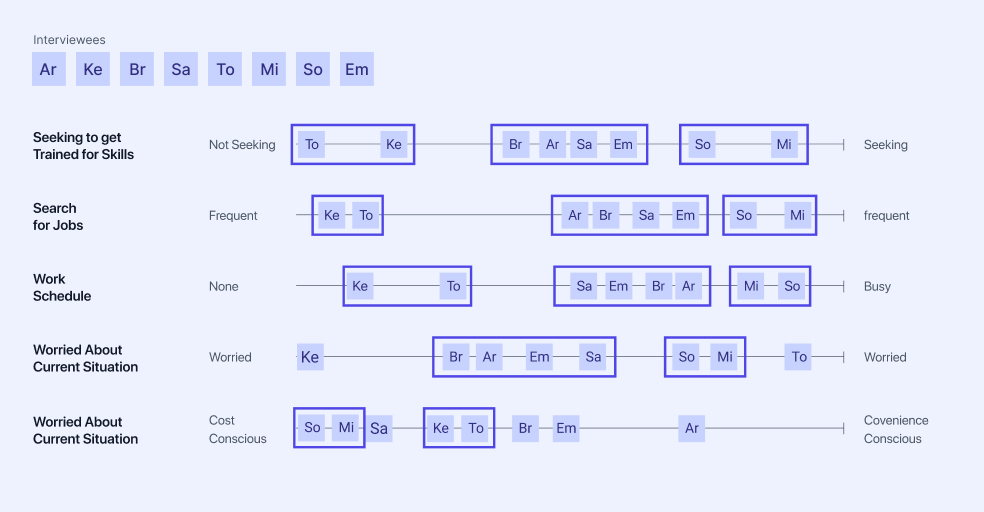 Interviewees
Ar Ke Br Sa To Mi So Em
Seeking to get
Trained for Skills
Not Seeking To Ke Br Ar Sa Em So Mi Seeking
Search
for Jobs
Frequent Ke To Ar Br Sa Em So Mi frequent
Work
Schedule
None Ke To Sa Em Br Ar Mi So Busy
Worried About
Current Situation
Worried Ke Br Ar Em Sa So Mi To Worried
Worried About
Current Situation
Cost
Conscious
So Mi Sa Ke To Br Em Ar
Covenience
Conscious